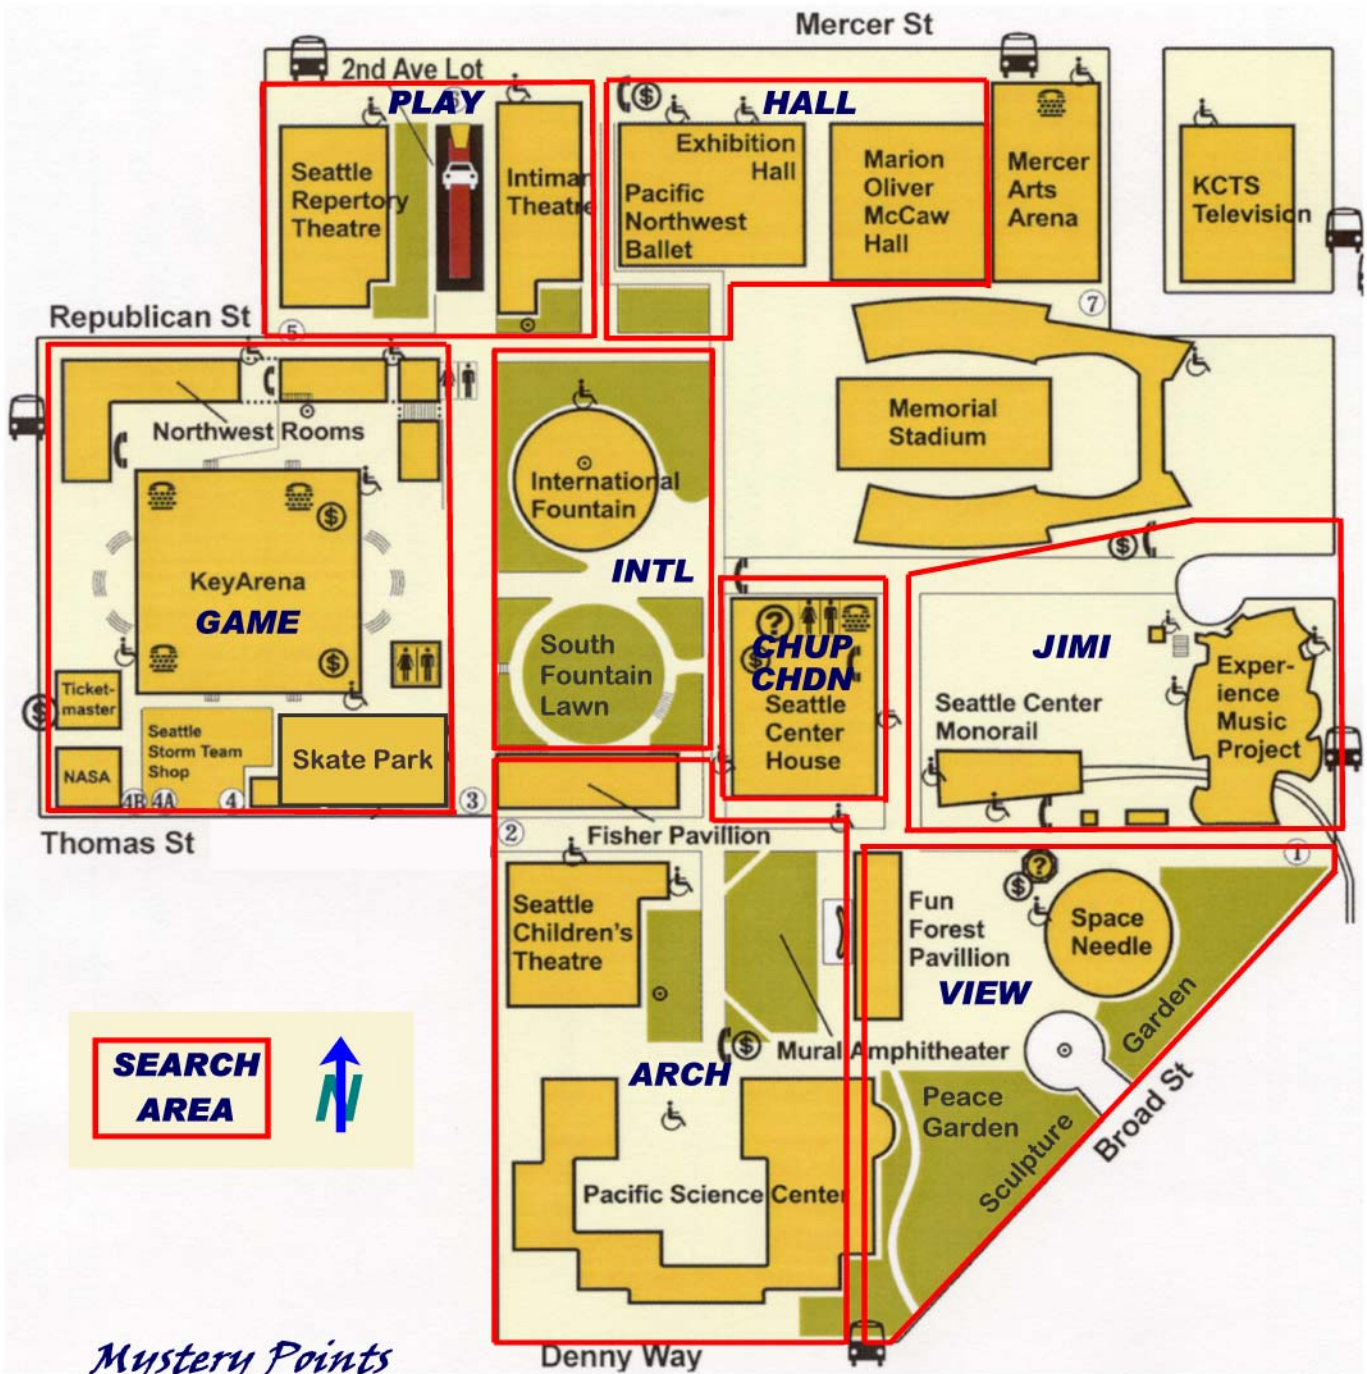 Mercer St
2nd Ave Lot
PLAY
HALL
Seattle
Repertory
Theatre
Intiman
Theatre
Exhibition
Hall
Pacific
Northwest
Ballet
Marion
Oliver
McCaw
Hall
Mercer
Arts
Arena
KCTS
Television
7
Republican St
5
Northwest Rooms
International
Fountain
Memorial
Stadium
KeyArena
GAME
INTL
South
Fountain
Lawn
?
CHUP
CHDN
Seattle
Center
House
JIMI
Seattle Center
Monorail
Exper-
ience
Music
Project
Ticket-
master
Seattle
Storm Team
Shop
Skate Park
NASA
4B
4A
4
3
Thomas St
Fisher Pavillion
2
1
Seattle
Children's
Theatre
Fun
Forest
Pavillion
?
Space
Needle
VIEW
Garden
Mural Amphitheater
ARCH
Peace
Garden
Sculpture
Broad St
Pacific Science Center
SEARCH
AREA
N
Mystery Points
Denny Way